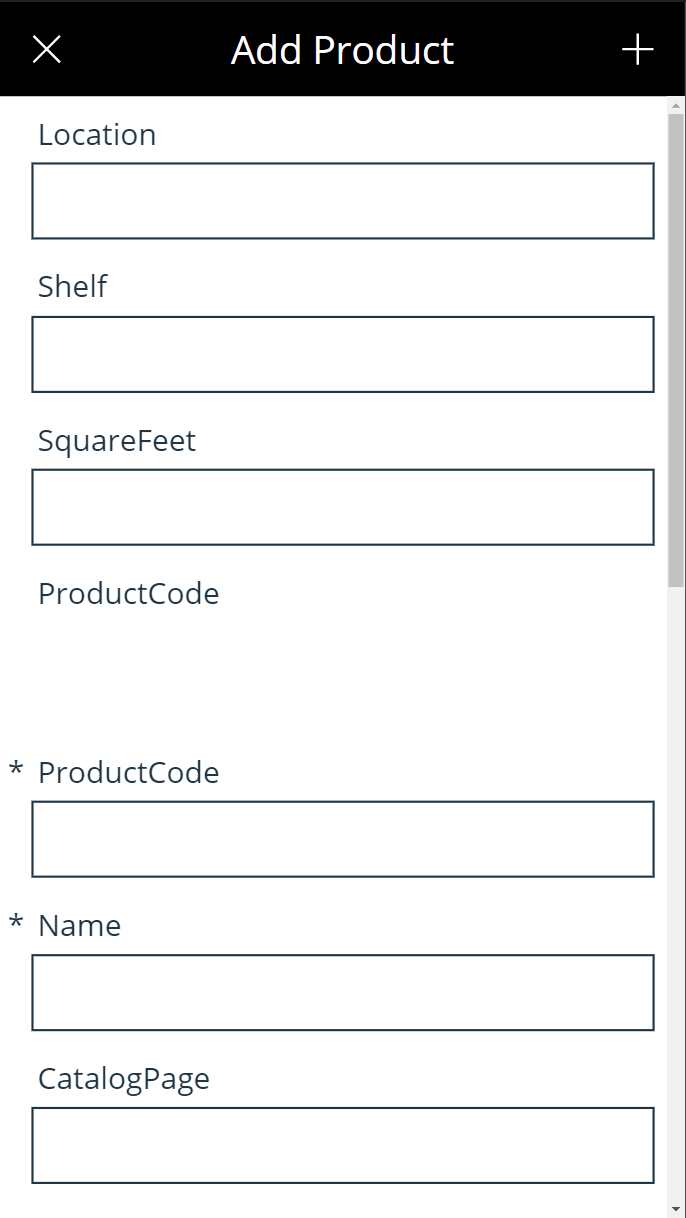 Add Product
Location
Shelf
SquareFeet
ProductCode
* ProductCode
* Name
CatalogPage